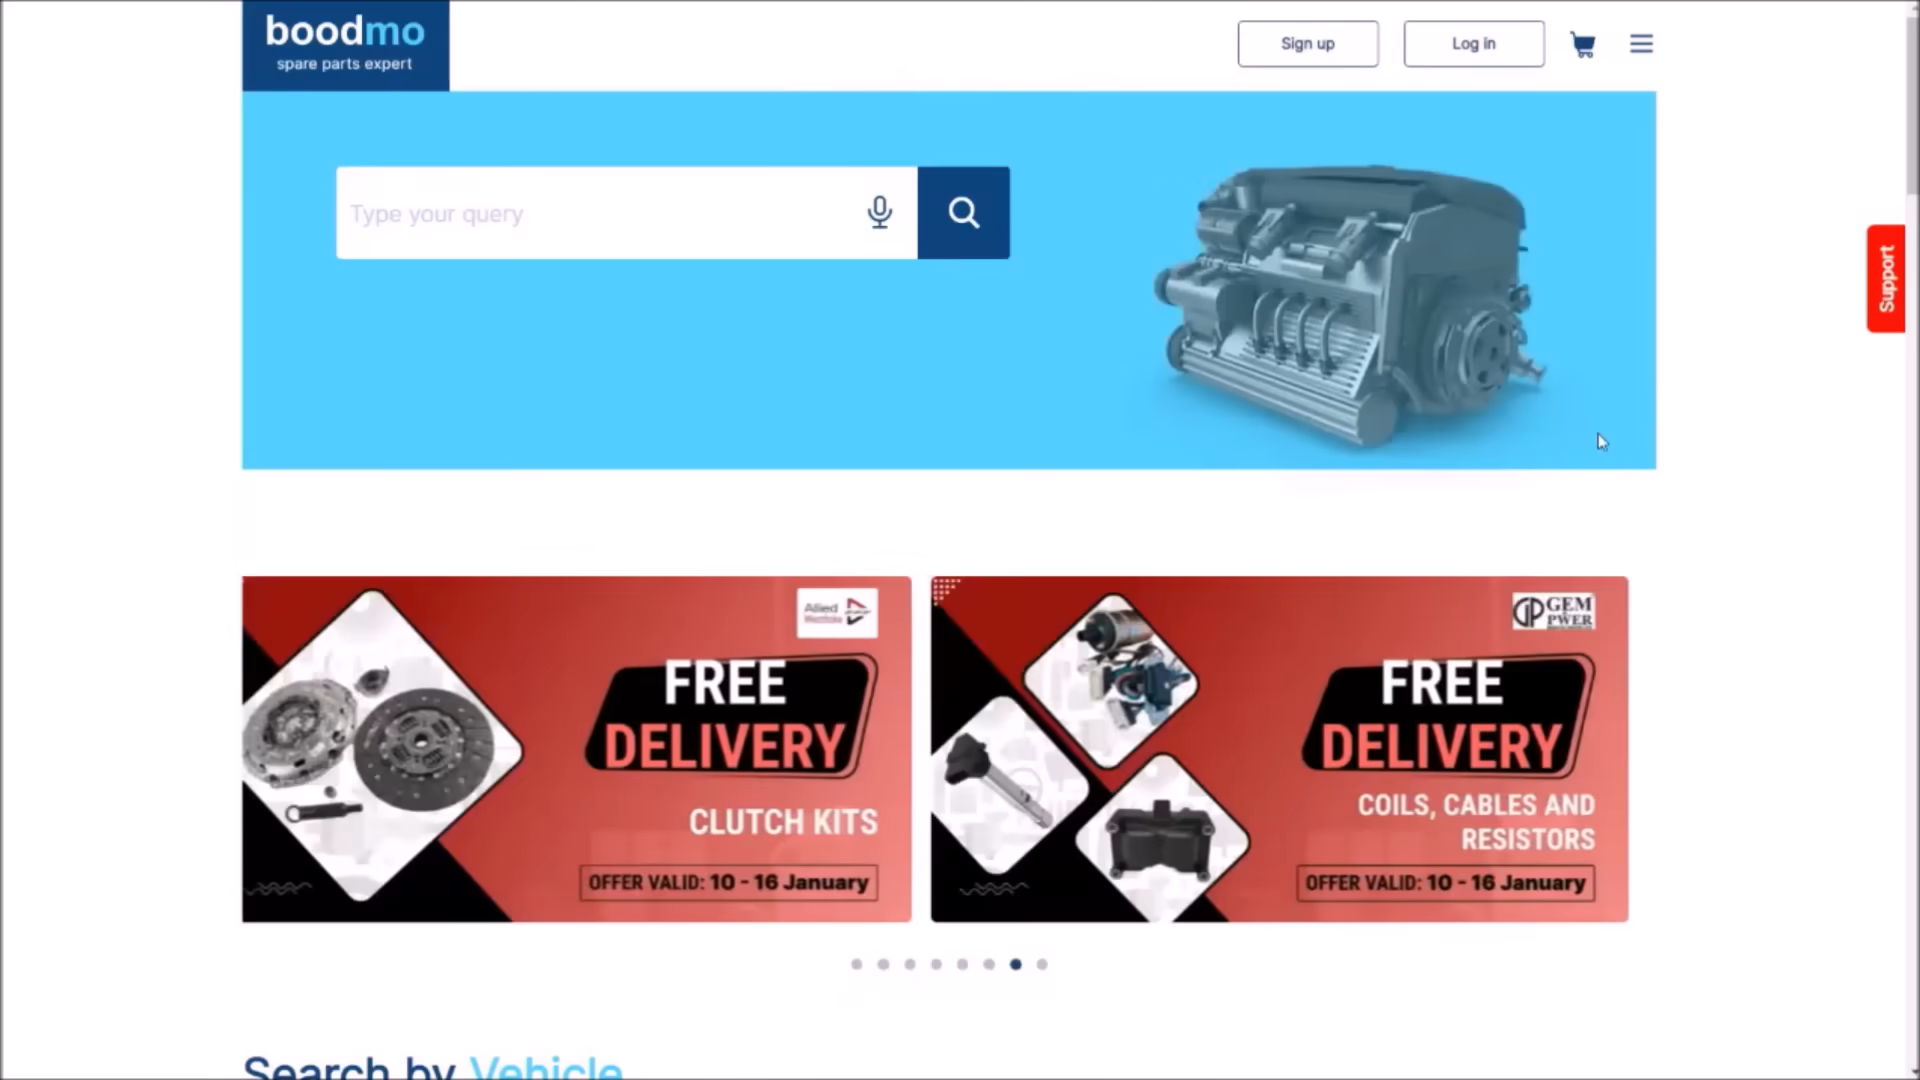 boodmo
spare parts expert
Sign up
Log in
Type your query
Support
Allied
FREE
DELIVERY
CLUTCH KITS
OFFER VALID: 10 - 16 January
GP GEM
PWER
FREE
DELIVERY
COILS, CABLES AND
RESISTORS
OFFER VALID: 10 - 16 January
Search by Vehicle